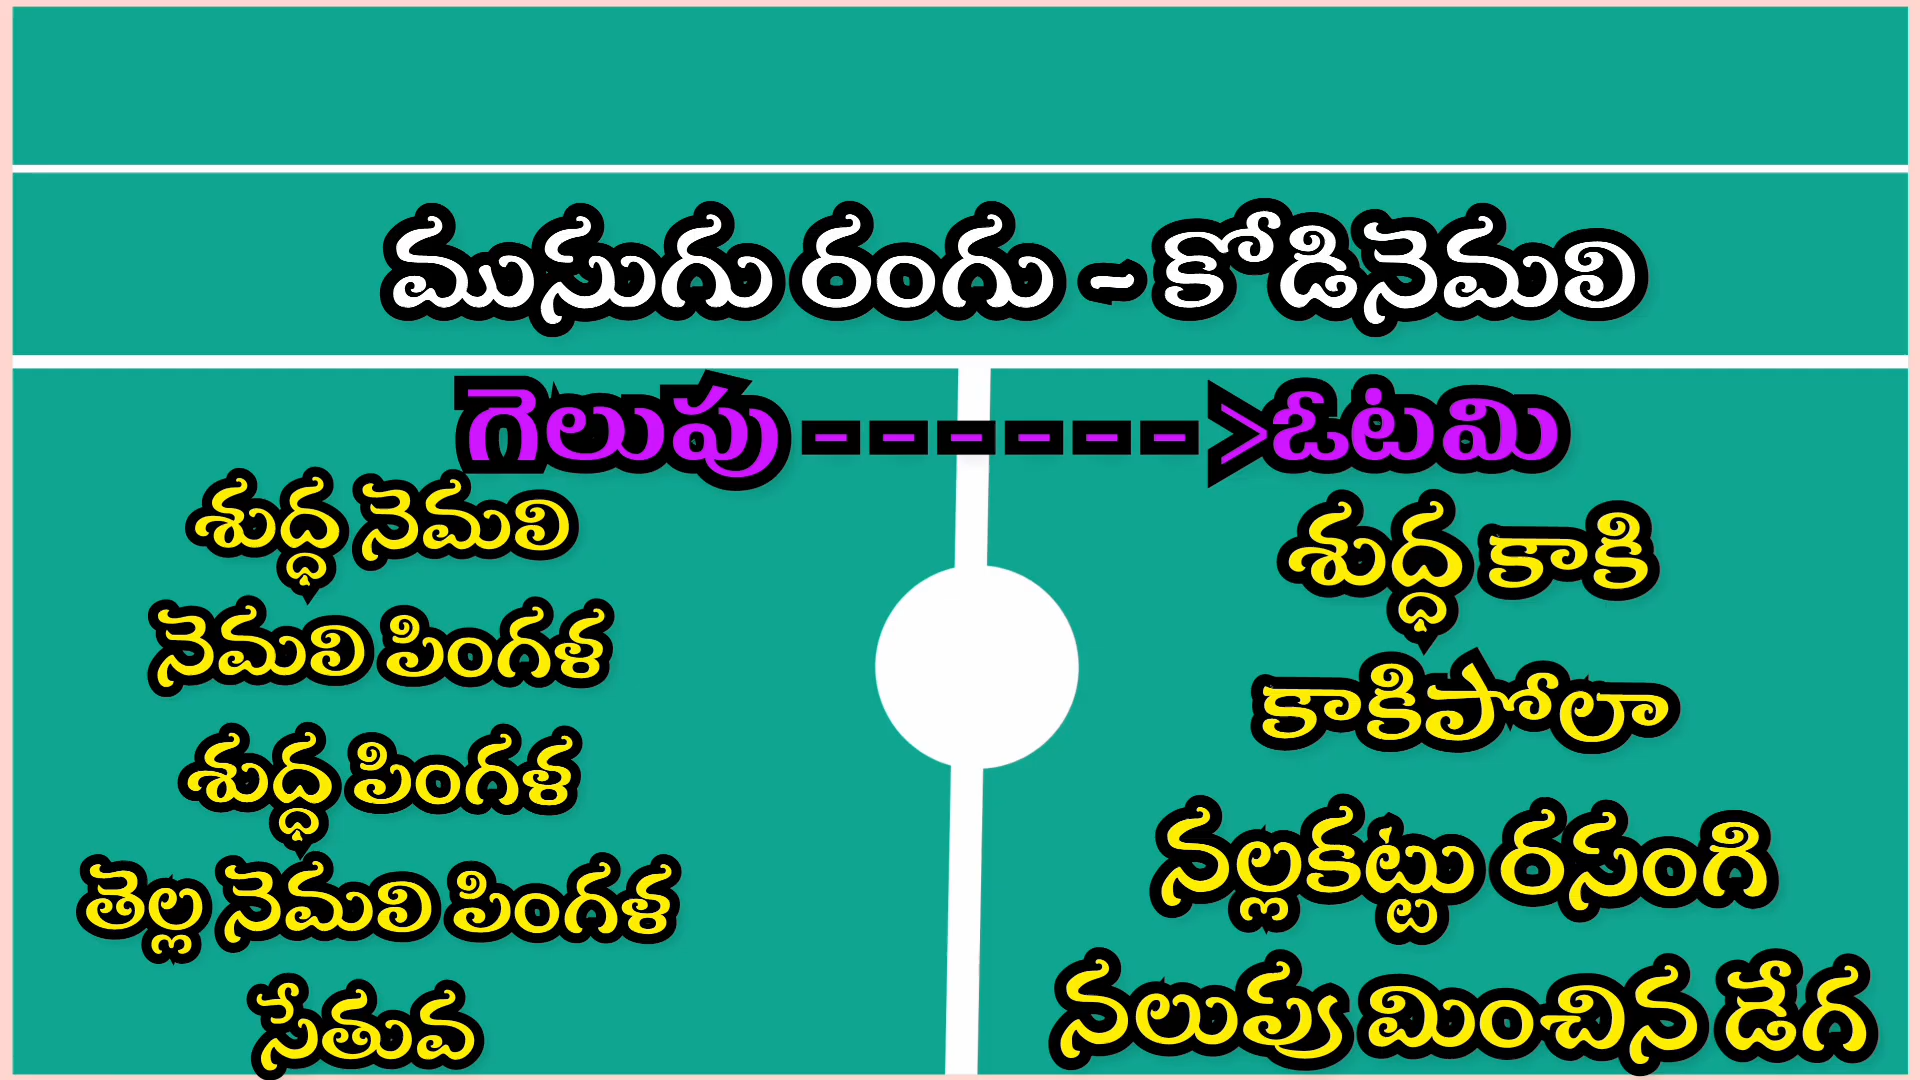 ముసుగు రంగు - కోడినెమలి
గెలుపు ------>ఓటమి
శుద్ధ నెమలి
నెమలి పింగళ
శుద్ధ పింగళ
తెల్ల నెమలి పింగళ
సేతువ
శుద్ధ కాకి
కాకిపోలా
నల్లకట్టు రసంగి
నలుపు మించిన డేగ